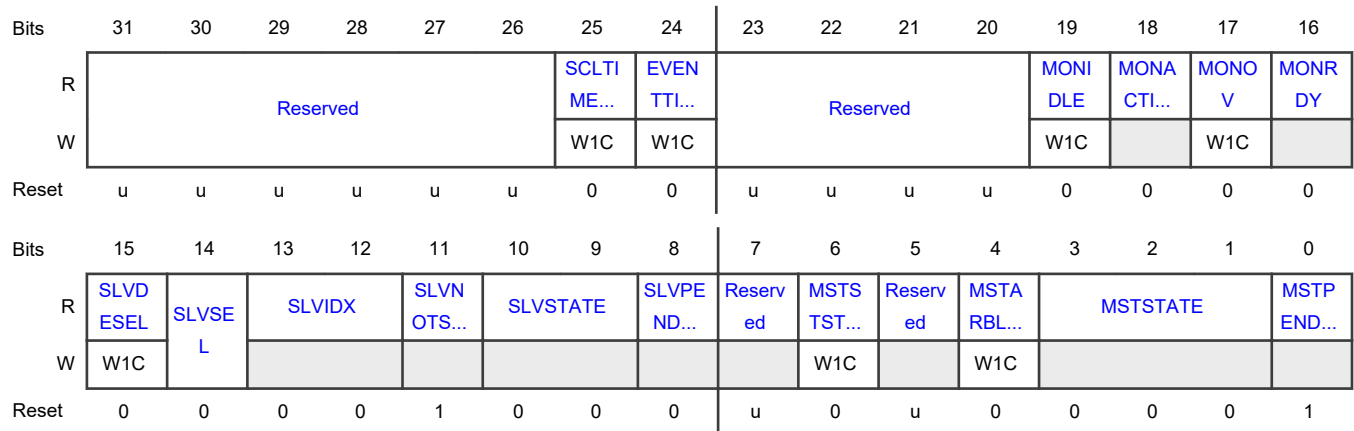 Bits 31 30 29 28 27 26 25 24 23 22 21 20 19 18 17 16
R Reserved SCLTI EVEN Reserved MONI MONA MONO MONR
ME... TTI... DLE CTI... V DY
W W1C W1C W1C W1C
Reset u u u u u u 0 0 u u u u 0 0 0 0
Bits 15 14 13 12 11 10 9 8 7 6 5 4 3 2 1 0
R SLVD SLVSE SLVIDX SLVN SLVSTATE SLVPE Reserv MSTS Reserv MSTA MSTSTATE MSTP
ESEL L OTS... ND... ed TST... ed RBL... END...
W W1C W1C W1C
Reset 0 0 0 0 1 0 0 0 u 0 u 0 0 0 0 1